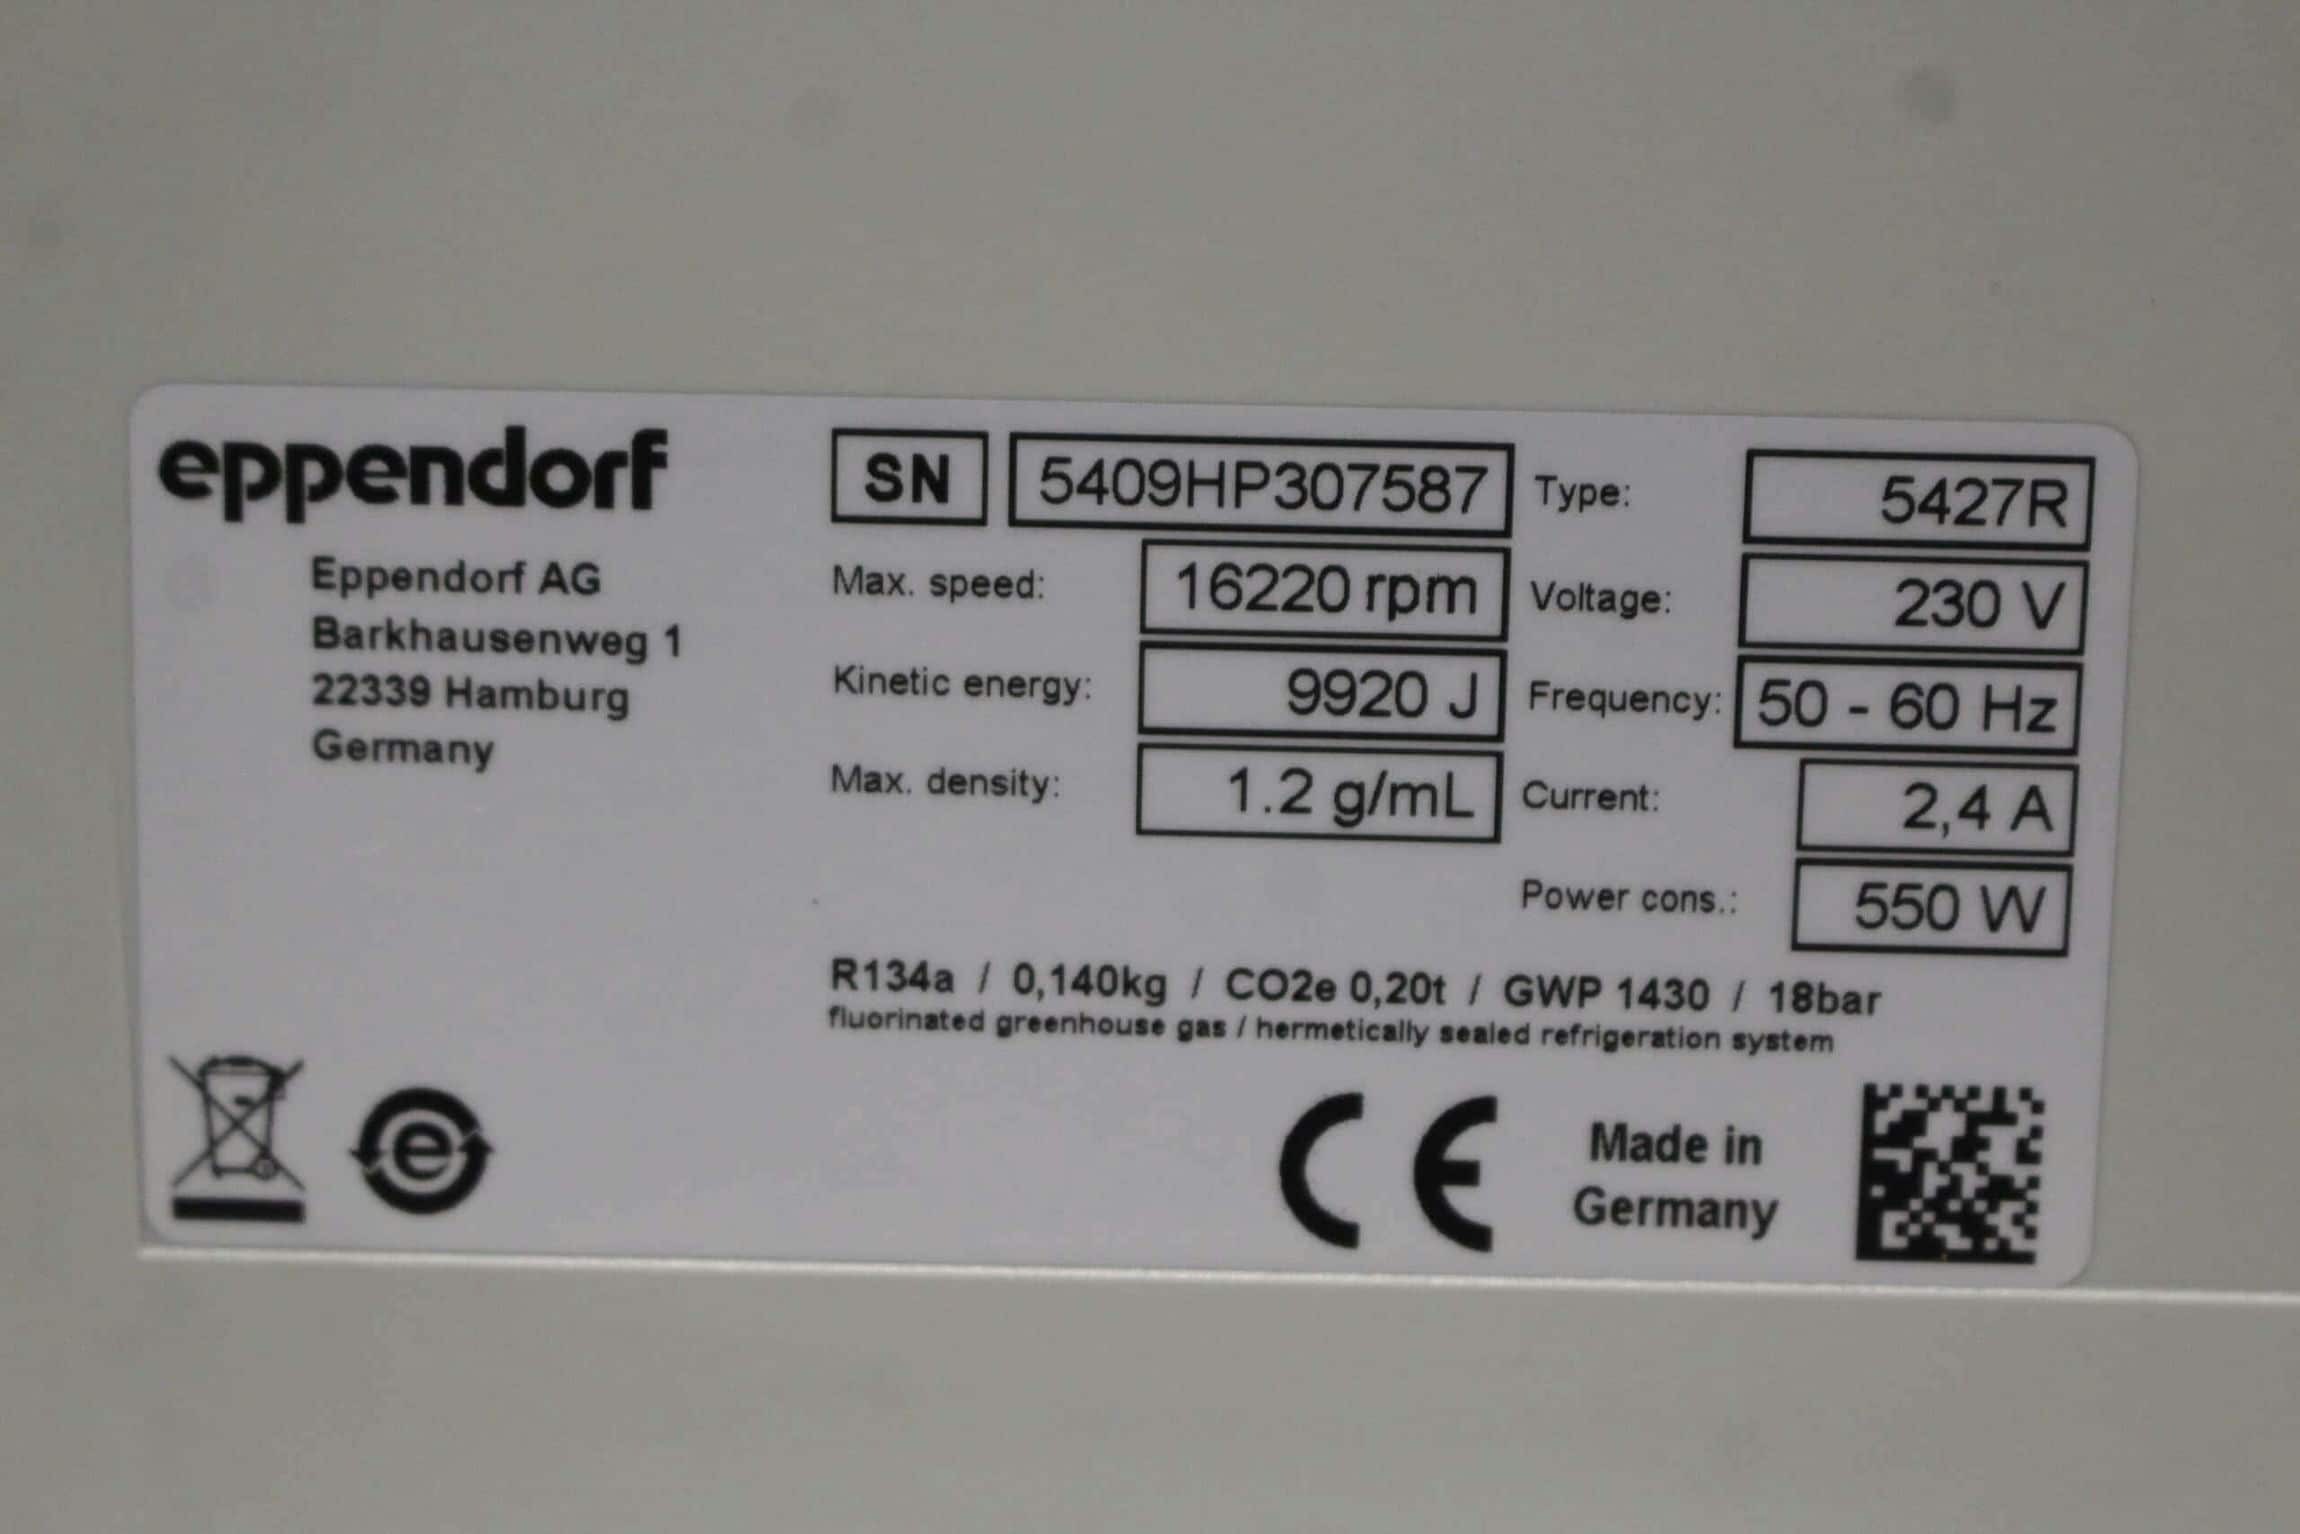 eppendorf
Eppendorf AG
Barkhausenweg 1
22339 Hamburg
Germany
SN 5409HP307587 Type: 5427R
Max. speed: 16220 rpm Voltage: 230 V
Kinetic energy: 9920 J Frequency: 50 - 60 Hz
Max. density: 1.2 g/mL Current: 2,4 A
Power cons.: 550 W
R134a / 0,140kg / CO2e 0,20t / GWP 1430 / 18bar
fluorinated greenhouse gas / hermetically sealed refrigeration system
e
CE
Made in
Germany